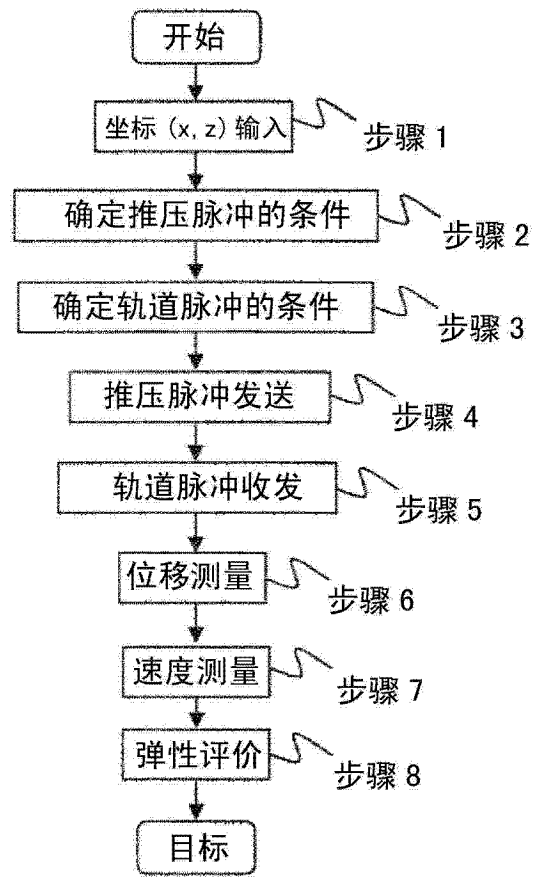 开始
坐标 (x, z) 输入
步骤 1
确定推压脉冲的条件
步骤 2
确定轨道脉冲的条件
步骤 3
推压脉冲发送
步骤 4
轨道脉冲收发
步骤 5
位移测量
步骤 6
速度测量
步骤 7
弹性评价
步骤 8
目标